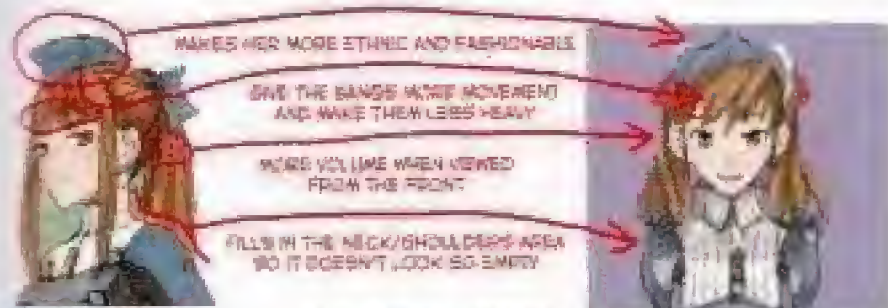 MAKES HER MORE ETHNIC AND FASHIONABLE
GIVE THE BANGS MORE MOVEMENT
AND MAKE THEM LESS HEAVY
MORE VOLUME WHEN VIEWED
FROM THE FRONT
FILLS IN THE NECK/SHOULDERS AREA
SO IT DOESN'T LOOK SO EMPTY